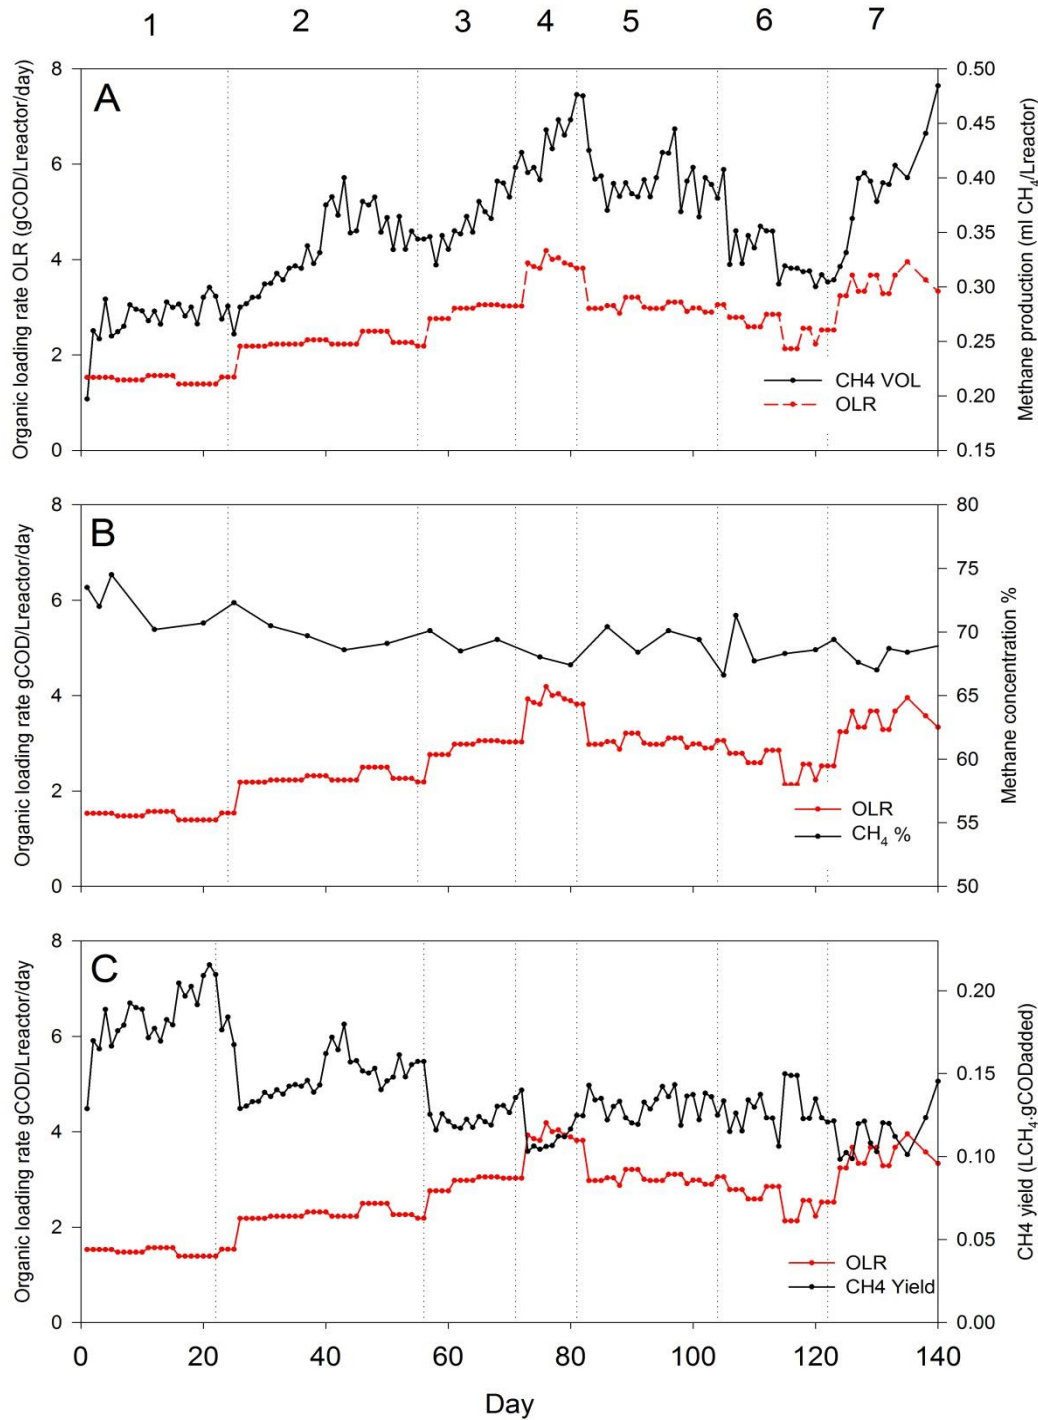 1 2 3 4 5 6 7
A
Organic loading rate OLR (gCOD/Lreactor/day)
8
6
4
2
0
0.50
0.45
0.40
0.35
0.30
0.25
0.20
0.15
Methane production (ml CH4/Lreactor)
CH4 VOL
OLR
B
Organic loading rate gCOD/Lreactor/day
8
6
4
2
0
80
75
70
65
60
55
50
Methane concentration %
OLR
CH4 %
C
Organic loading rate gCOD/Lreactor/day
8
6
4
2
0
0.20
0.15
0.10
0.05
0.00
CH4 yield (LCH4.gCODadded)
OLR
CH4 Yield
0 20 40 60 80 100 120 140
Day